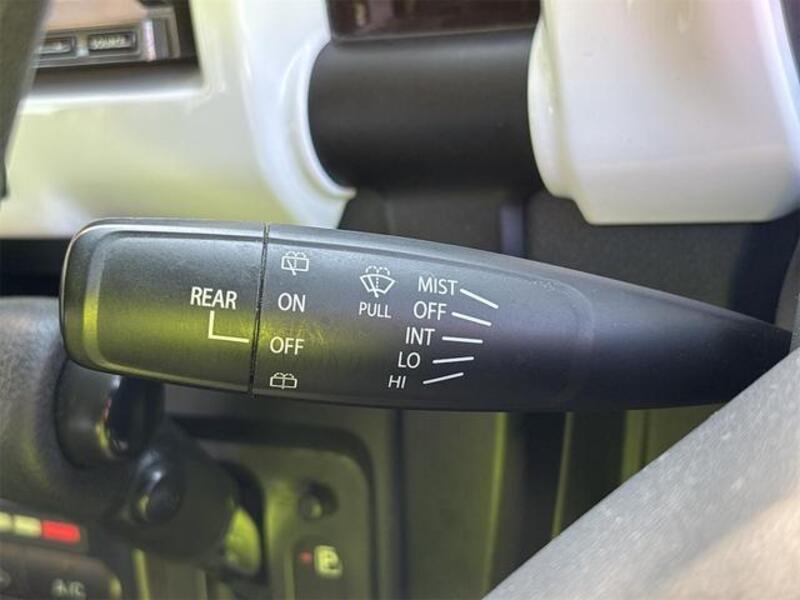 REAR
ON
OFF
PULL
MIST
OFF
INT
LO
HI
A/C